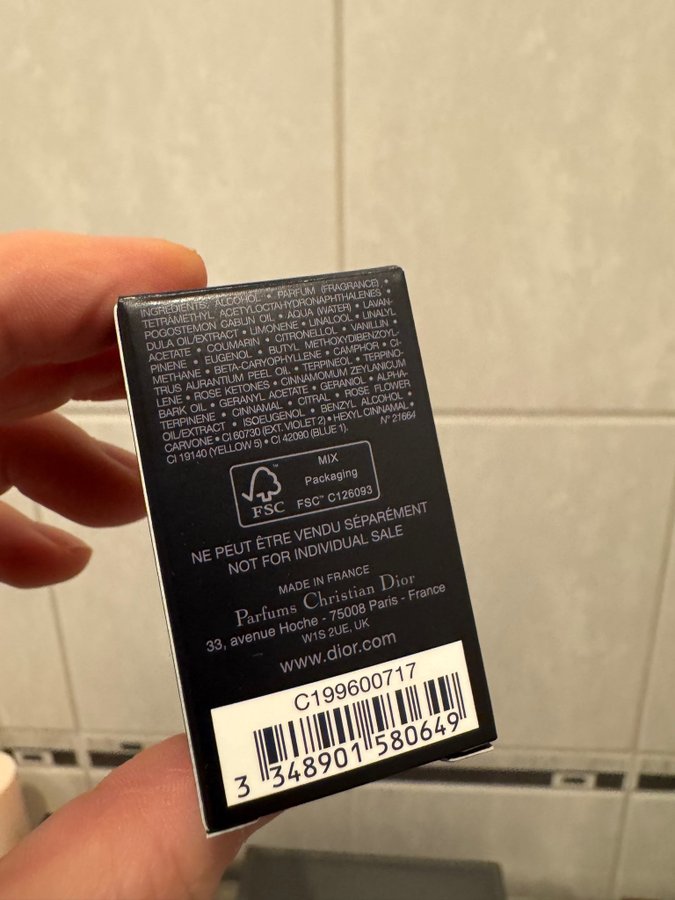 INGREDIENTS: ALCOHOL • PARFUM (FRAGRANCE) •
TETRAMETHYL ACETYLOCTAHYDRONAPHTHALENES
POGOSTEMON CABLIN OIL • AQUA (WATER) • LAVAN-
DULA OIL/EXTRACT • LIMONENE • LINALOOL • LINALYL
ACETATE • COUMARIN • CITRONELLOL • VANILLIN •
PINENE • EUGENOL • BUTYL METHOXYDIBENZOYL-
METHANE • BETA-CARYOPHYLLENE • CAMPHOR • CI-
TRUS AURANTIUM PEEL OIL • TERPINEOL • TERPINO-
LENE • ROSE KETONES • CINNAMOMUM ZEYLANICUM
BARK OIL • GERANYL ACETATE • GERANIOL • ALPHA-
TERPINENE • CINNAMAL • CITRAL • ROSE FLOWER
OIL/EXTRACT • ISOEUGENOL • BENZYL ALCOHOL •
CARVONE • CI 60730 (EXT. VIOLET 2) • HEXYL CINNAMAL •
CI 19140 (YELLOW 5) • CI 42090 (BLUE 1). N° 21664
FSC
MIX
Packaging
FSC™ C126093
NE PEUT ÊTRE VENDU SÉPARÉMENT
NOT FOR INDIVIDUAL SALE
MADE IN FRANCE
Parfums Christian Dior
33, avenue Hoche - 75008 Paris - France
W1S 2UE, UK
www.dior.com
C199600717
3 348901 580649